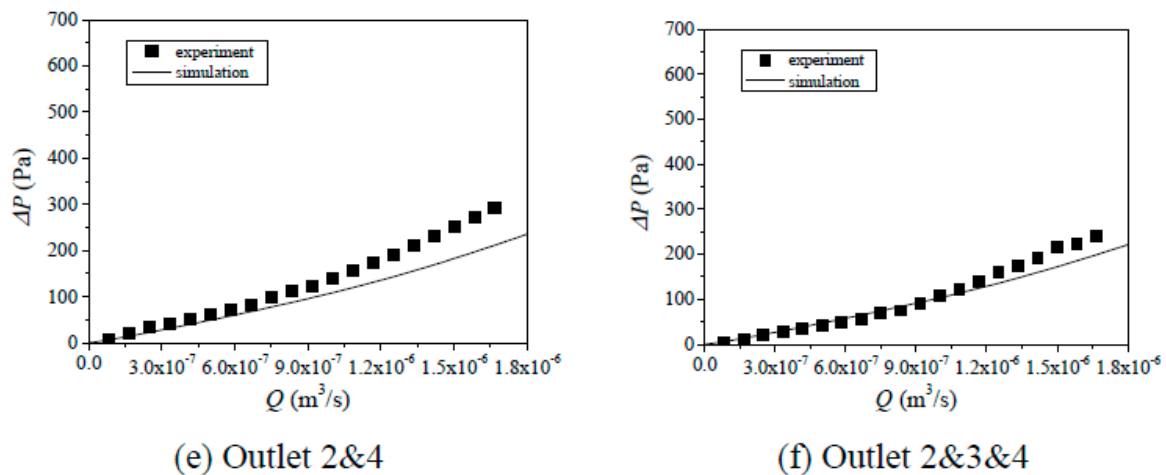 700
600
500
400
300
200
100
0
ΔP (Pa)
experiment
simulation
0.0 3.0x10⁻⁷ 6.0x10⁻⁷ 9.0x10⁻⁷ 1.2x10⁻⁶ 1.5x10⁻⁶ 1.8x10⁻⁶
Q (m³/s)
(e) Outlet 2&4
700
600
500
400
300
200
100
0
ΔP (Pa)
experiment
simulation
0.0 3.0x10⁻⁷ 6.0x10⁻⁷ 9.0x10⁻⁷ 1.2x10⁻⁶ 1.5x10⁻⁶ 1.8x10⁻⁶
Q (m³/s)
(f) Outlet 2&3&4